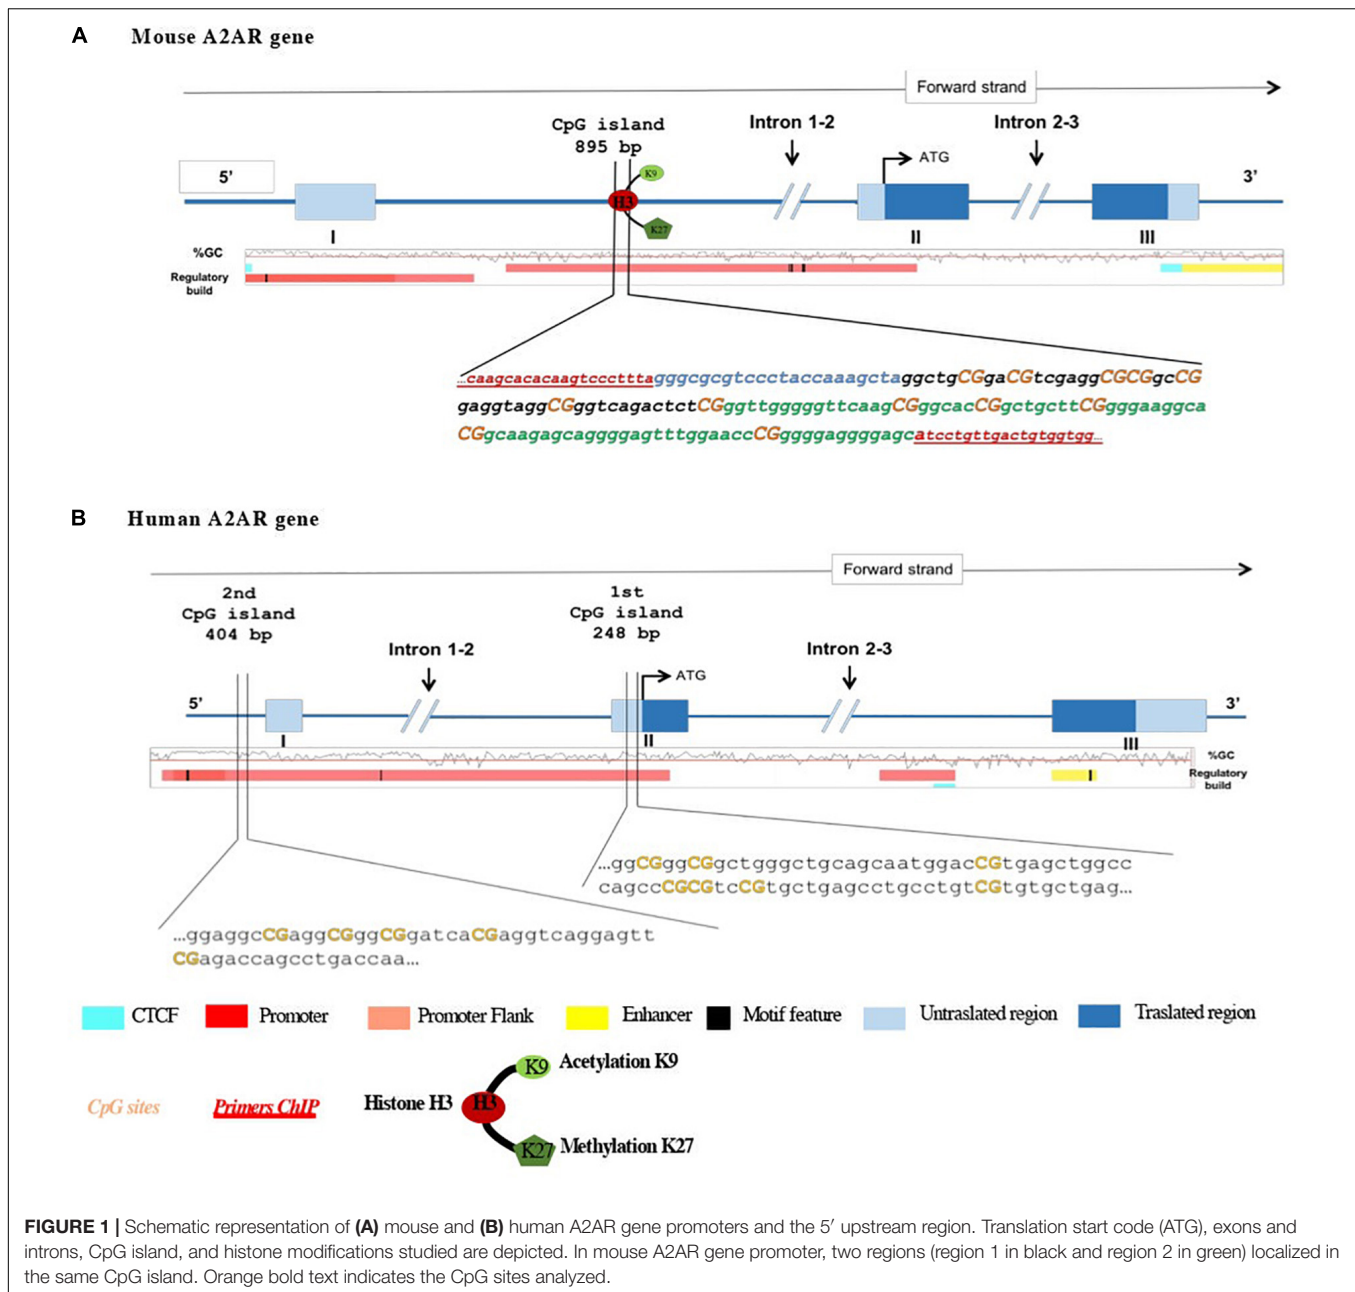 A Mouse A2AR gene
Forward strand
CpG island
895 bp
Intron 1-2
Intron 2-3
ATG
5’
K9
H3
K27
3’
I
II
III
%GC
Regulatory
build
...caagcacacaagtccctttagggcgcgtccctaccaaagctaggctgCGgaCGtcgaggCGCGgcCG
gaggtaggCGggtcagactctCGggttgggggttcaagCGggcacCGgctgcttCGgggaaggca
CGgcaagagcaggggagtttggaaccCGggggaggggagcatcctgttgactgtggtgg...
B Human A2AR gene
Forward strand
2nd
CpG island
404 bp
1st
CpG island
248 bp
Intron 1-2
Intron 2-3
ATG
5’
3’
I
II
III
%GC
Regulatory
build
...ggCGggCGgctgggctgcagcaatggacCGtgagctggcc
cagccCGCGtcCGtgctgagcctgcctgtCGtgtgctgag...
...ggaggcCGaggCGggCGgatcaCGaggtcaggagtt
CGagaccagcctgaccaa...
CTCF
Promoter
Promoter Flank
Enhancer
Motif feature
Untraslated region
Traslated region
CpG sites
Primers ChIP
Histone H3
H3
K9
Acetylation K9
K27
Methylation K27
FIGURE 1 | Schematic representation of (A) mouse and (B) human A2AR gene promoters and the 5′ upstream region. Translation start code (ATG), exons and
introns, CpG island, and histone modifications studied are depicted. In mouse A2AR gene promoter, two regions (region 1 in black and region 2 in green) localized in
the same CpG island. Orange bold text indicates the CpG sites analyzed.